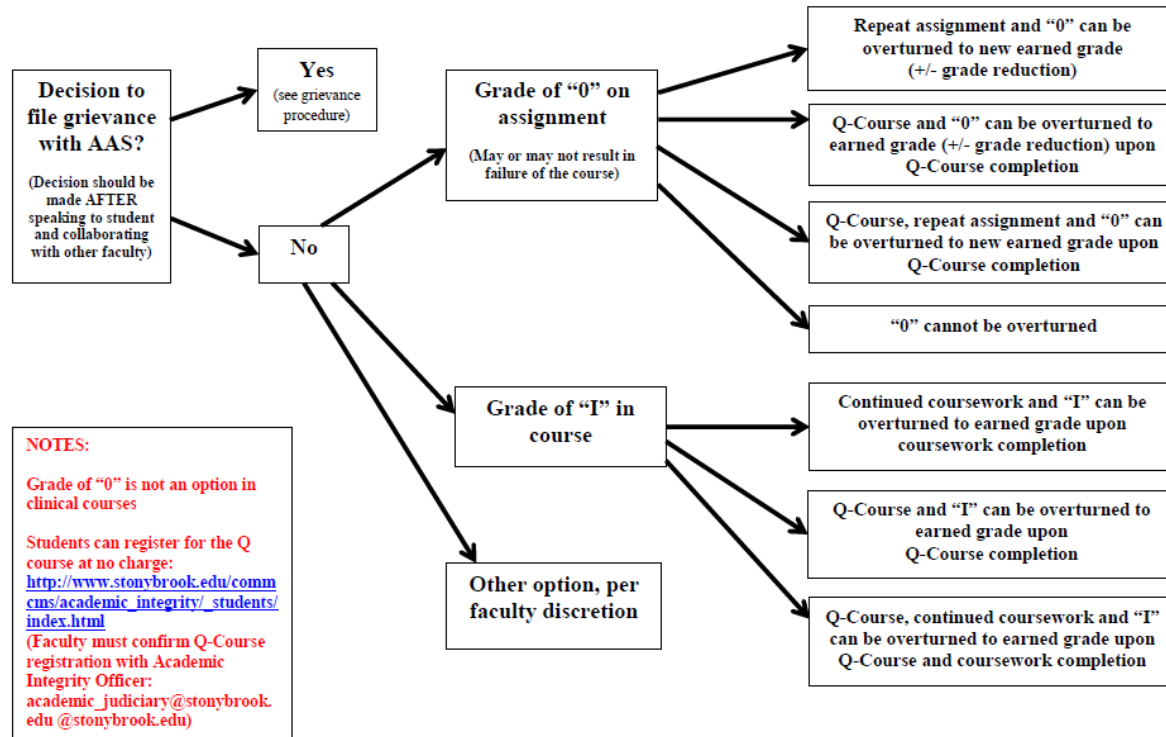 Decision to
file grievance
with AAS?
(Decision should be
made AFTER
speaking to student
and collaborating
with other faculty)
Yes
(see grievance
procedure)
No
Grade of “0” on
assignment
(May or may not result in
failure of the course)
Repeat assignment and “0” can be
overturned to new earned grade
(+/- grade reduction)
Q-Course and “0” can be overturned to
earned grade (+/- grade reduction) upon
Q-Course completion
Q-Course, repeat assignment and “0” can
be overturned to new earned grade upon
Q-Course completion
“0” cannot be overturned
Grade of “I” in
course
Continued coursework and “I” can be
overturned to earned grade upon
coursework completion
Q-Course and “I” can be overturned to
earned grade upon
Q-Course completion
Q-Course, continued coursework and “I”
can be overturned to earned grade upon
Q-Course and coursework completion
Other option, per
faculty discretion
NOTES:
Grade of “0” is not an option in
clinical courses
Students can register for the Q
course at no charge:
http://www.stonybrook.edu/comm
cms/academic_integrity/_students/
index.html
(Faculty must confirm Q-Course
registration with Academic
Integrity Officer:
academic_judiciary@stonybrook.
edu @stonybrook.edu)